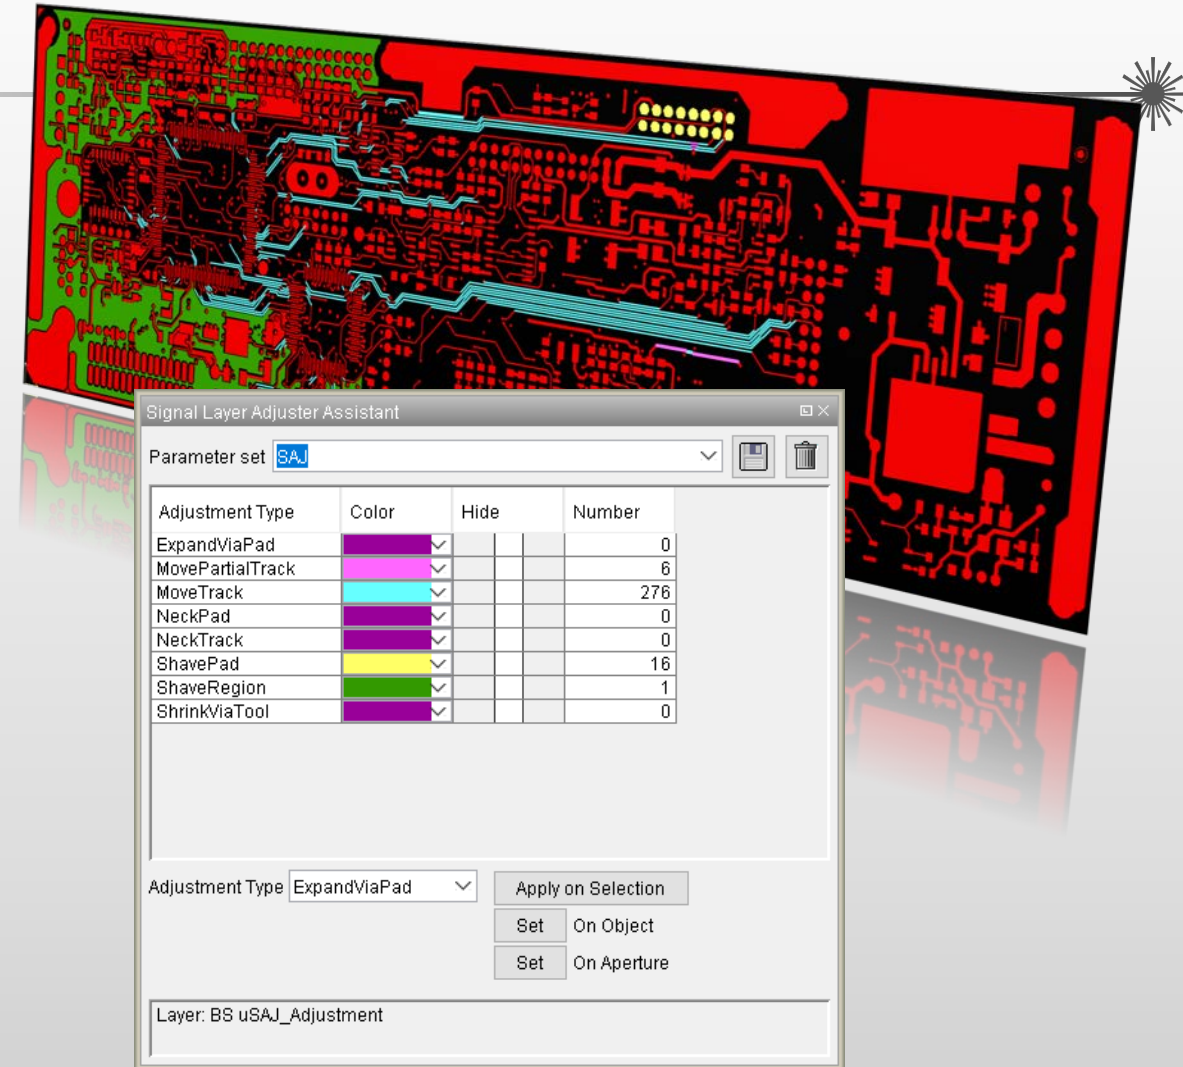 Signal Layer Adjuster Assistant
Parameter set SAJ
Adjustment Type Color Hide Number
ExpandViaPad 0
MovePartialTrack 6
MoveTrack 276
NeckPad 0
NeckTrack 0
ShavePad 16
ShaveRegion 1
ShrinkViaTool 0
Adjustment Type ExpandViaPad Apply on Selection
Set On Object
Set On Aperture
Layer: BS uSAJ_Adjustment